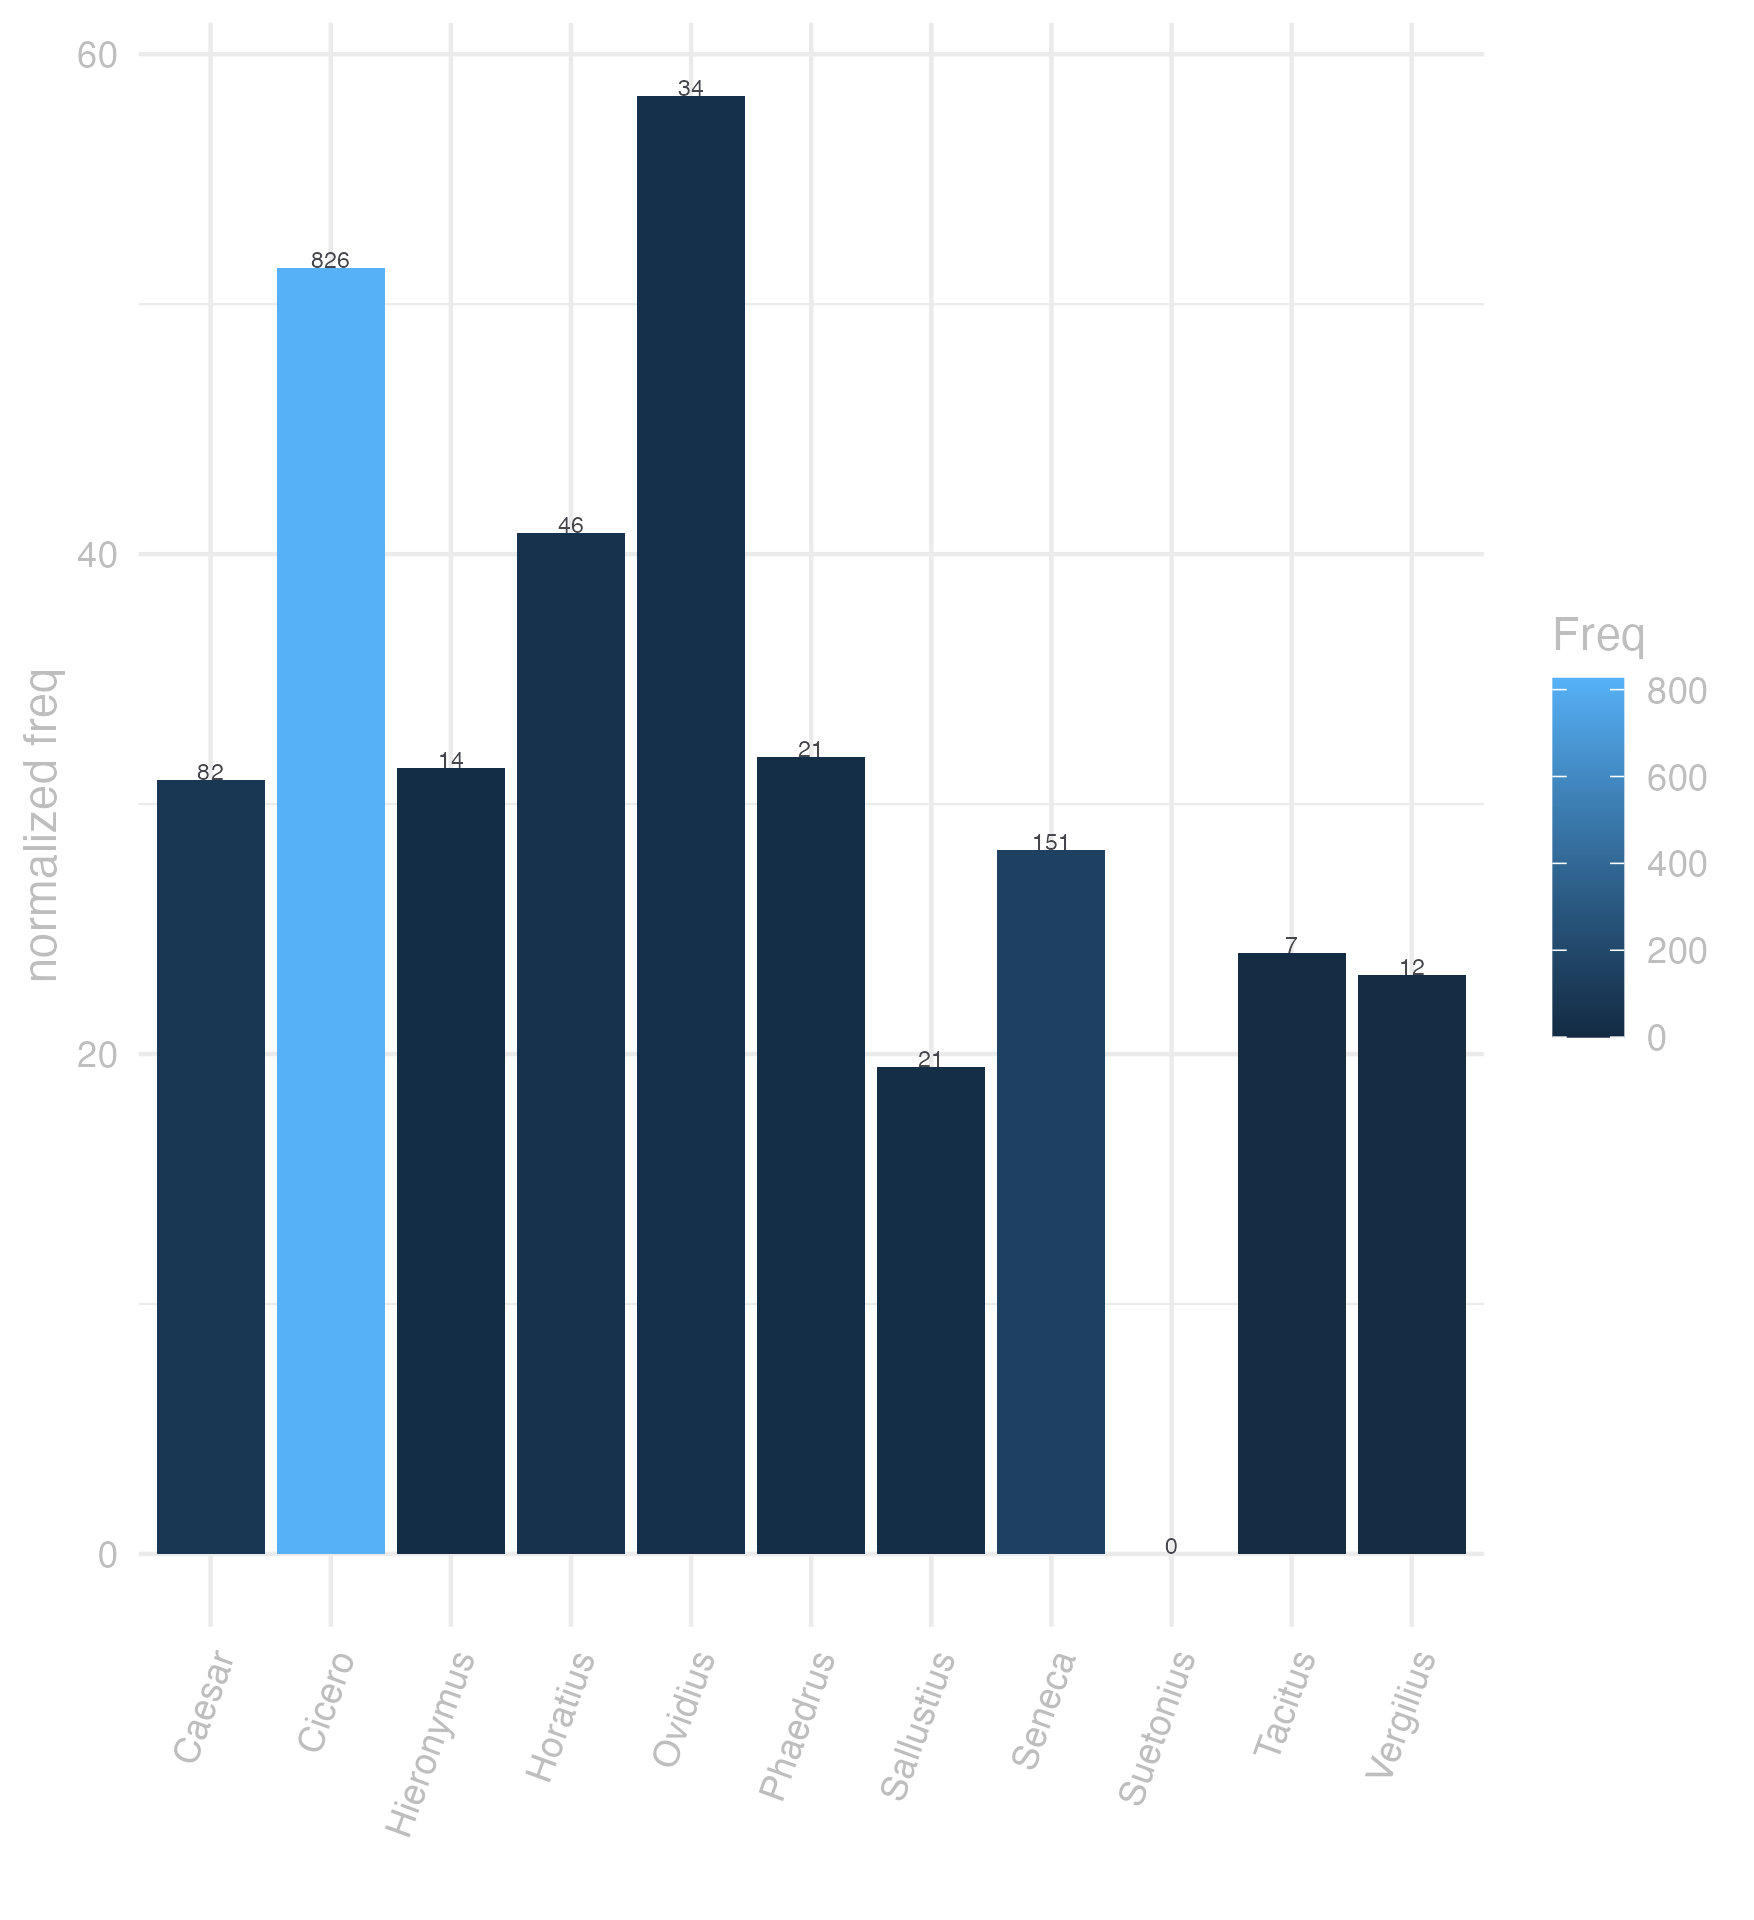 60
40
20
0
normalized freq
82
826
14
46
34
21
21
151
0
7
12
Caesar
Cicero
Hieronymus
Horatius
Ovidius
Phaedrus
Sallustius
Seneca
Suetonius
Tacitus
Vergilius
Freq
800
600
400
200
0